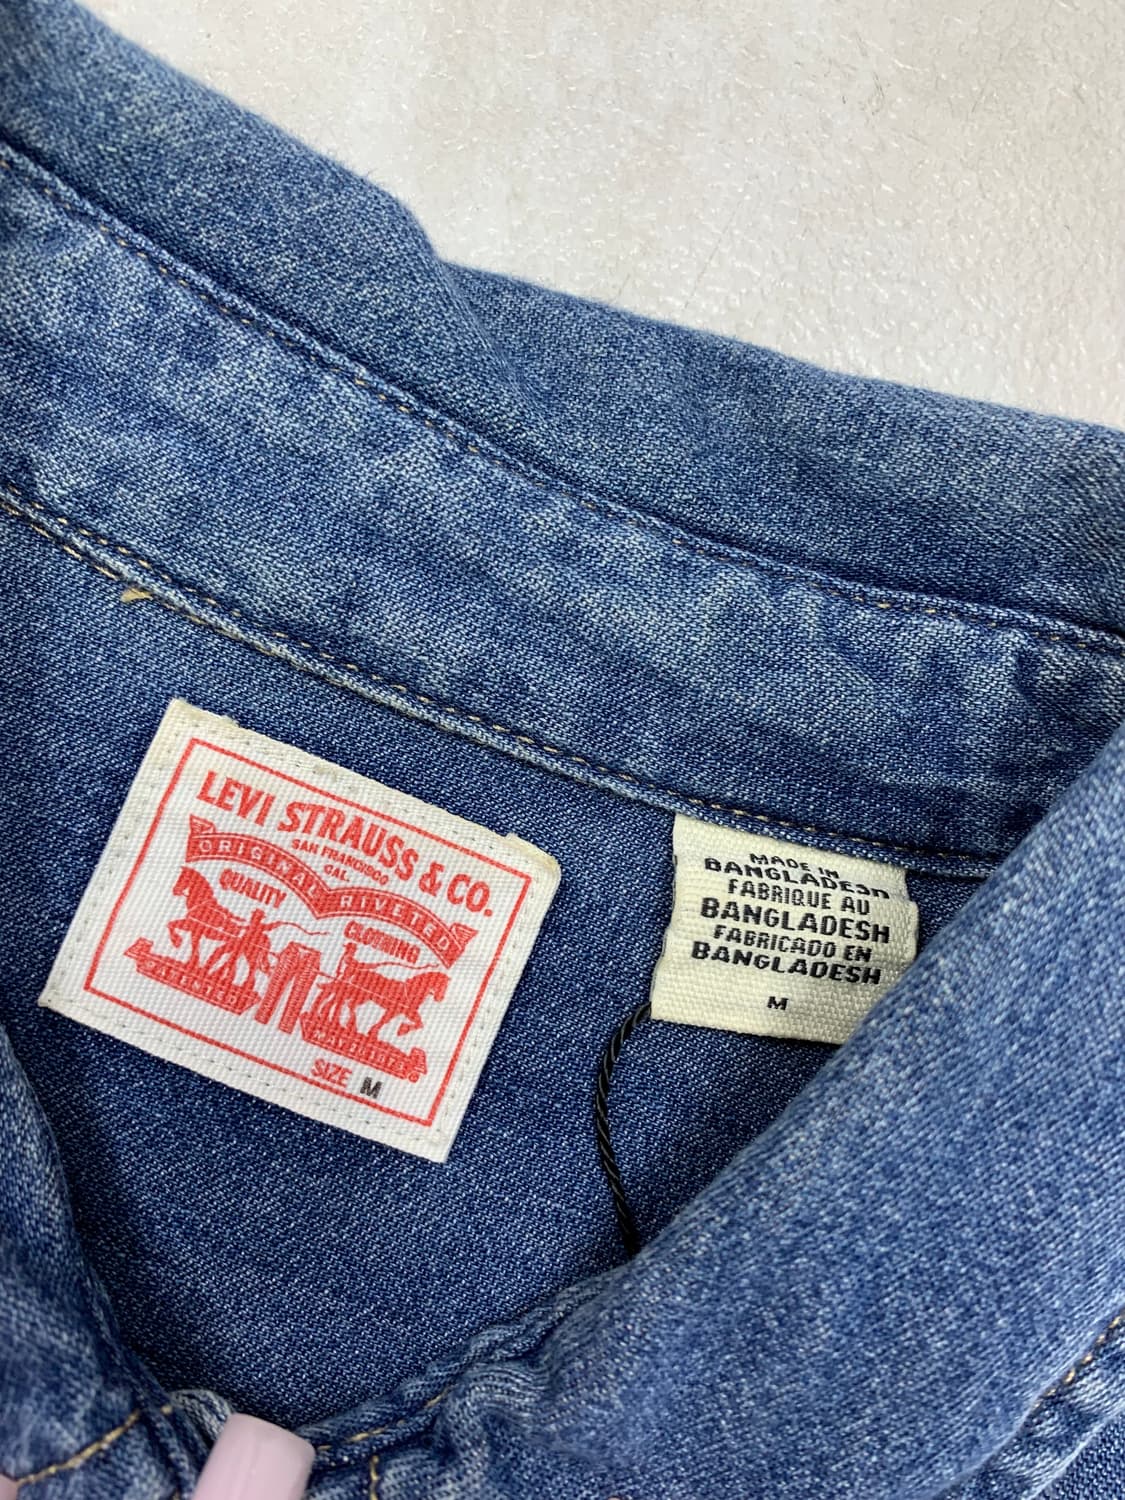 LEVI STRAUSS & CO.
SAN FRANCISCO
CAL.
ORIGINAL RIVETED
QUALITY CLOTHING
PATENTED
SIZE M
MADE IN
BANGLADESH
FABRIQUE AU
BANGLADESH
FABRICADO EN
BANGLADESH
M